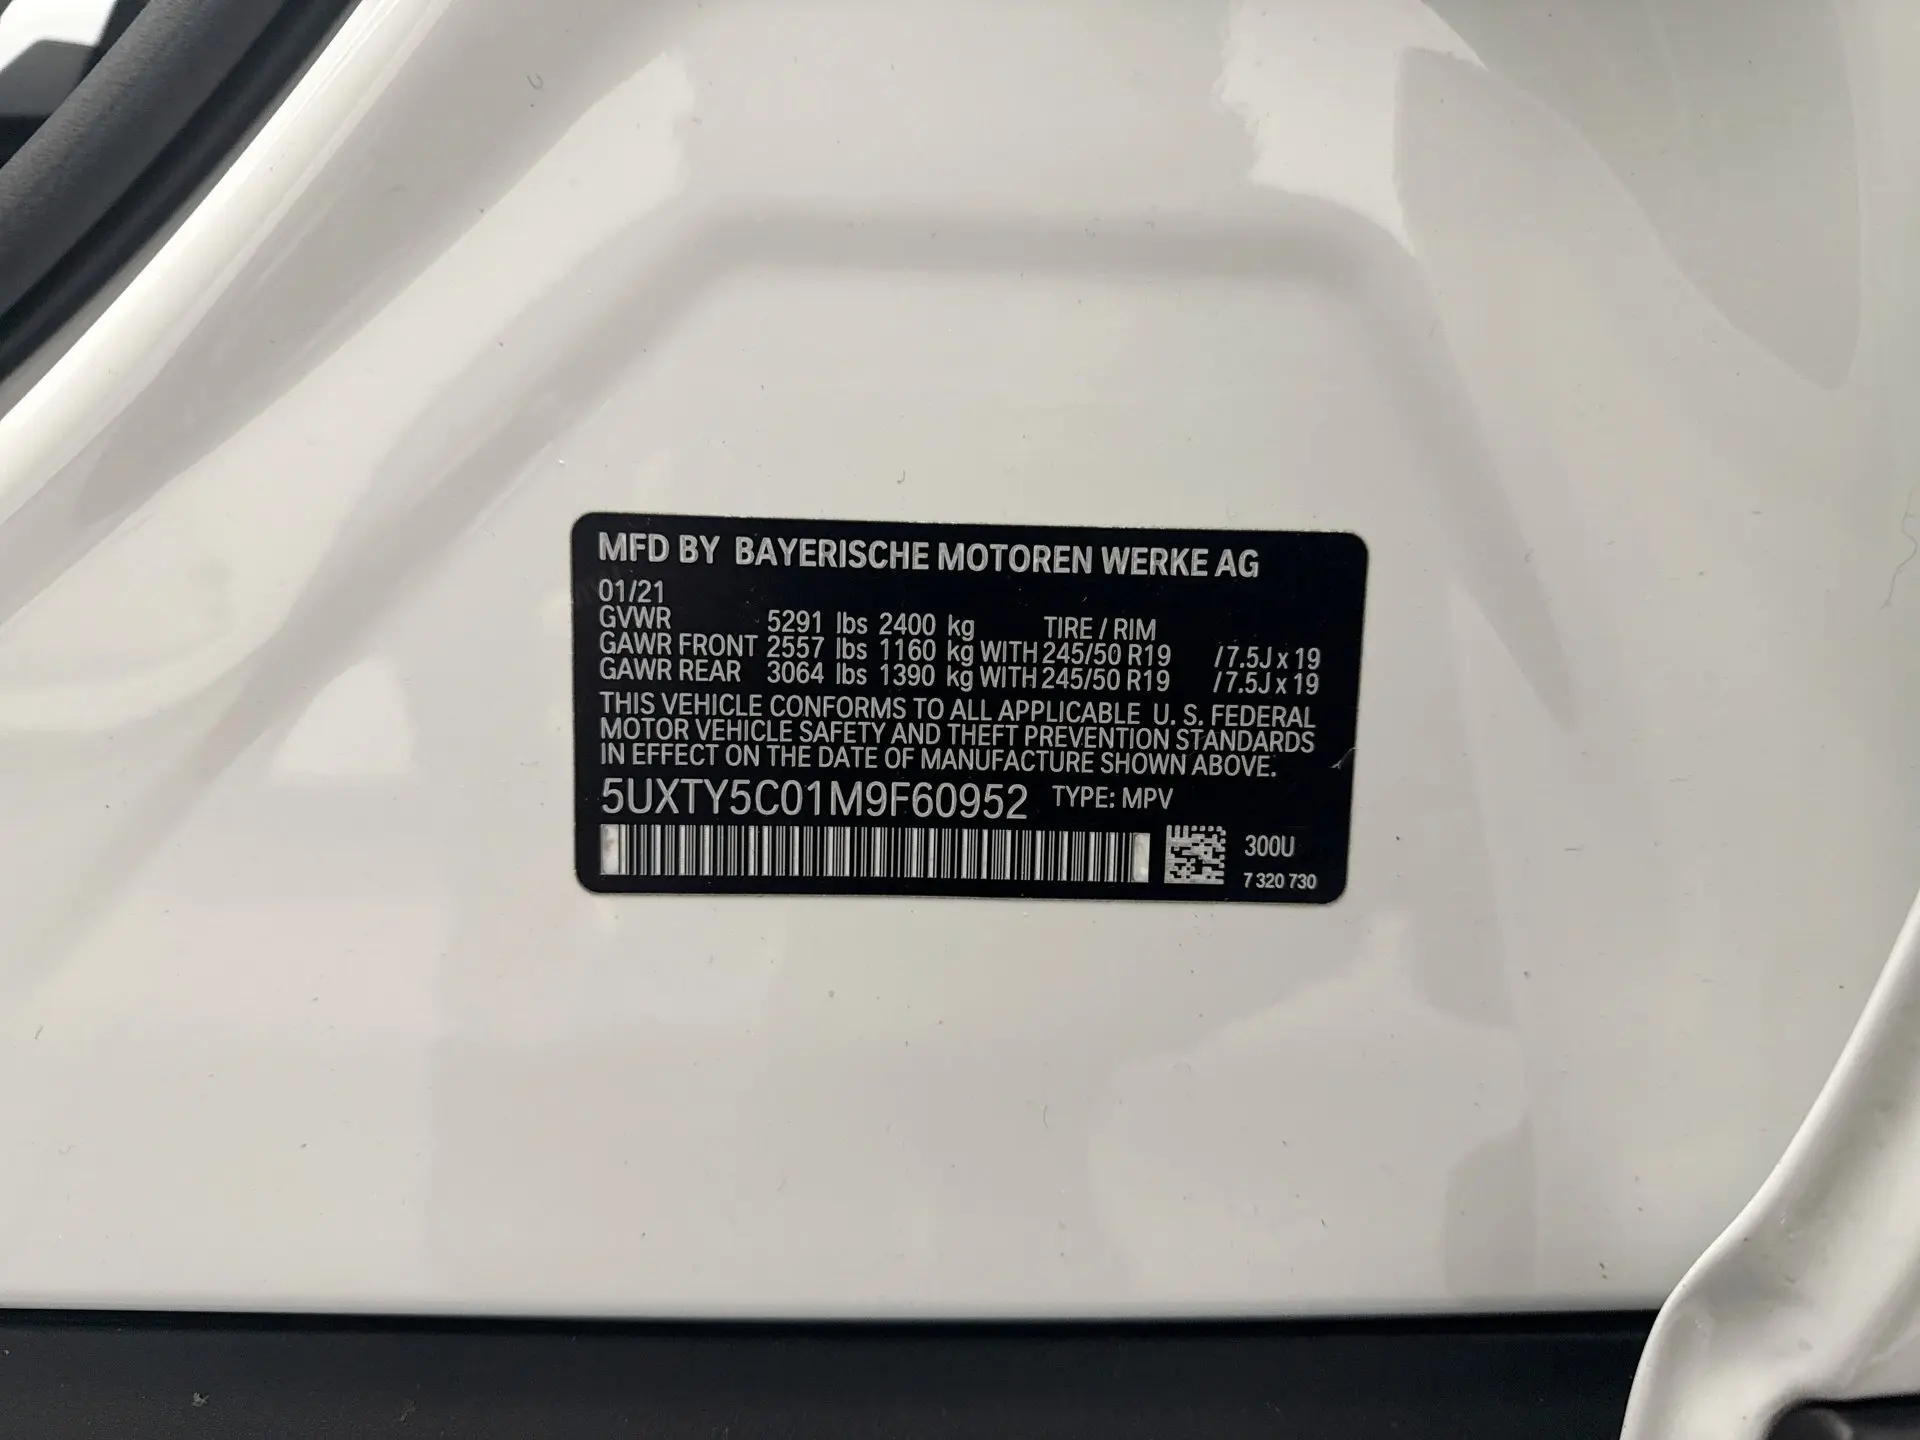 MFD BY BAYERISCHE MOTOREN WERKE AG
01/21
GVWR 5291 lbs 2400 kg TIRE / RIM
GAWR FRONT 2557 lbs 1160 kg WITH 245/50 R19 / 7.5J x 19
GAWR REAR 3064 lbs 1390 kg WITH 245/50 R19 / 7.5J x 19
THIS VEHICLE CONFORMS TO ALL APPLICABLE U. S. FEDERAL
MOTOR VEHICLE SAFETY AND THEFT PREVENTION STANDARDS
IN EFFECT ON THE DATE OF MANUFACTURE SHOWN ABOVE.
5UXTY5C01M9F60952 TYPE: MPV
300U
7 320 730